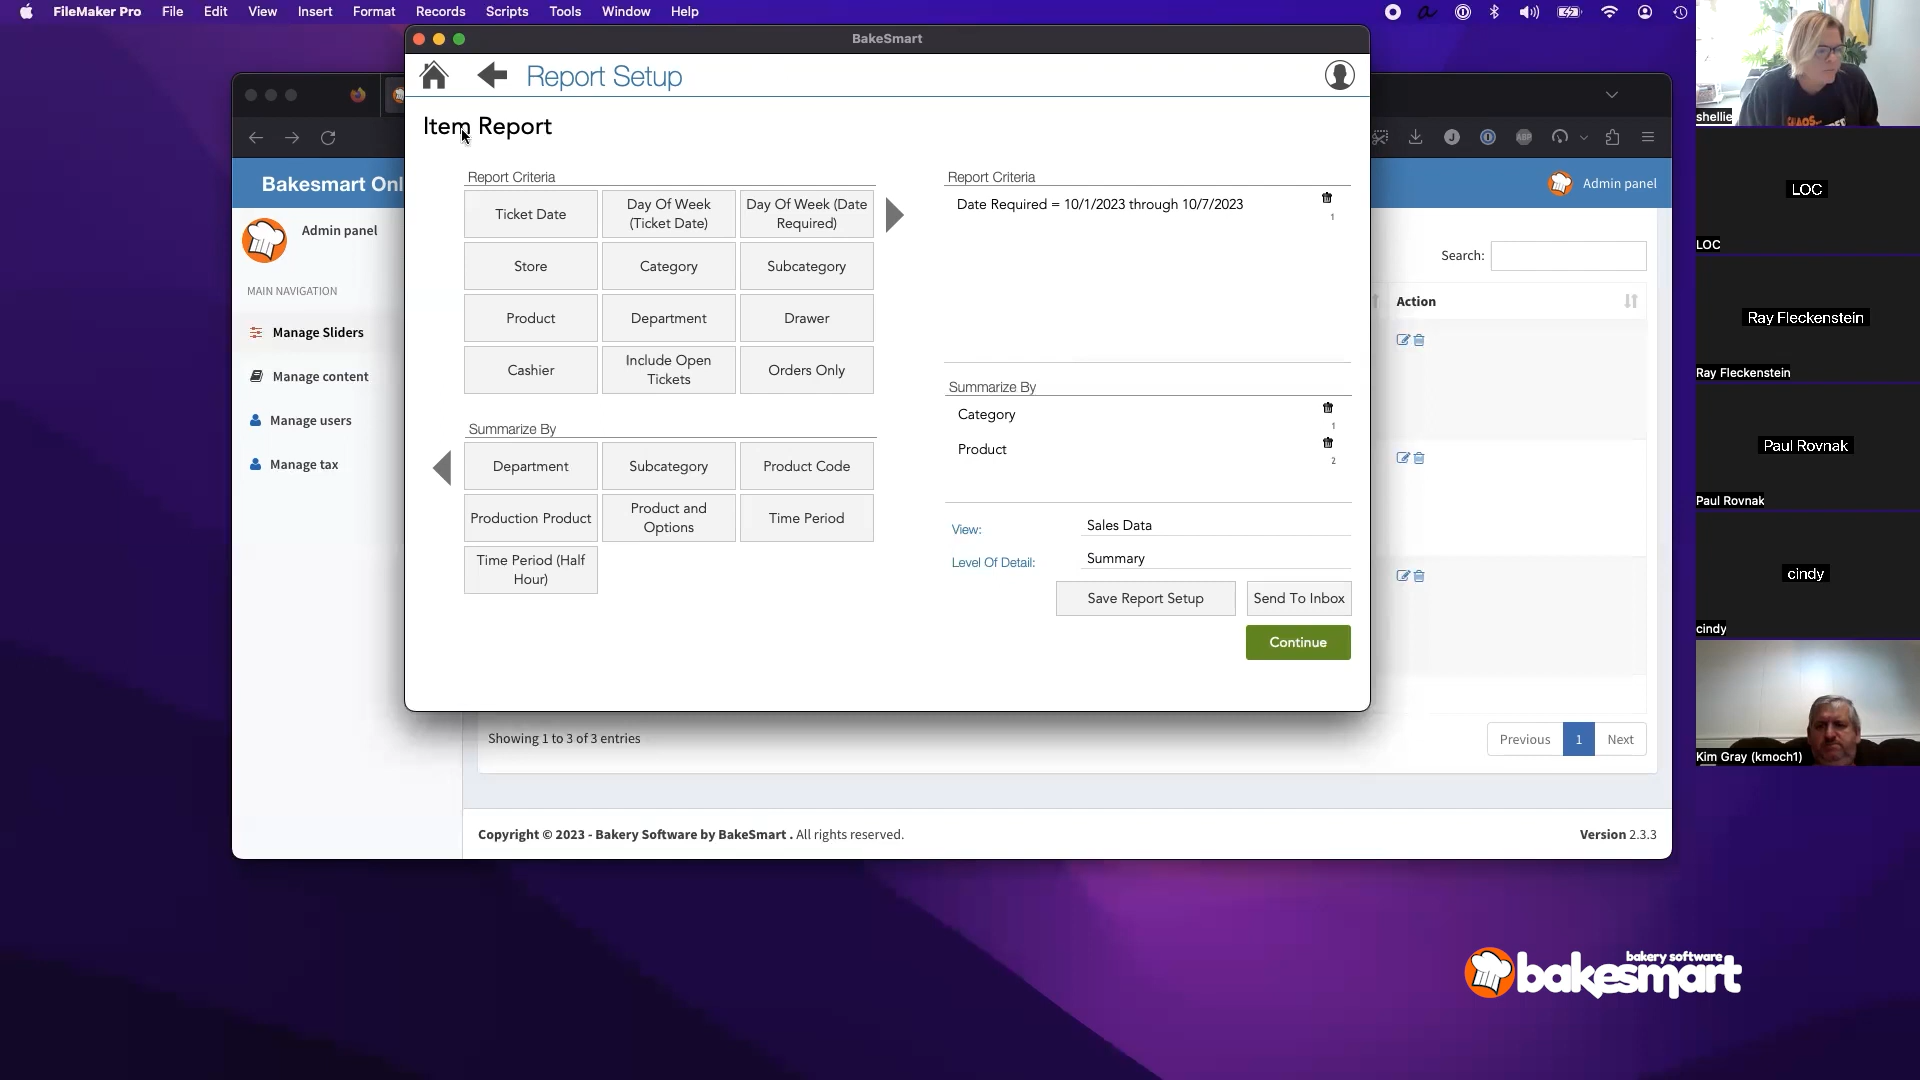 FileMaker Pro File Edit View Insert Format Records Scripts Tools Window Help
BakeSmart
Report Setup
Item Report
Report Criteria
Ticket Date
Day Of Week
(Ticket Date)
Day Of Week (Date
Required)
Store
Category
Subcategory
Product
Department
Drawer
Cashier
Include Open
Tickets
Orders Only
Summarize By
Department
Subcategory
Product Code
Production Product
Product and
Options
Time Period
Time Period (Half
Hour)
Report Criteria
Date Required = 10/1/2023 through 10/7/2023
1
Summarize By
Category
1
Product
2
View: Sales Data
Level Of Detail: Summary
Save Report Setup
Send To Inbox
Continue
Bakesmart Onl
Admin panel
Admin panel
MAIN NAVIGATION
Manage Sliders
Manage content
Manage users
Manage tax
Search:
Action
Showing 1 to 3 of 3 entries
Previous 1 Next
Copyright © 2023 - Bakery Software by BakeSmart . All rights reserved.
Version 2.3.3
bakery software
bakesmart
shellie
LOC
LOC
Ray Fleckenstein
Ray Fleckenstein
Paul Rovnak
Paul Rovnak
cindy
cindy
Kim Gray (kmoch1)